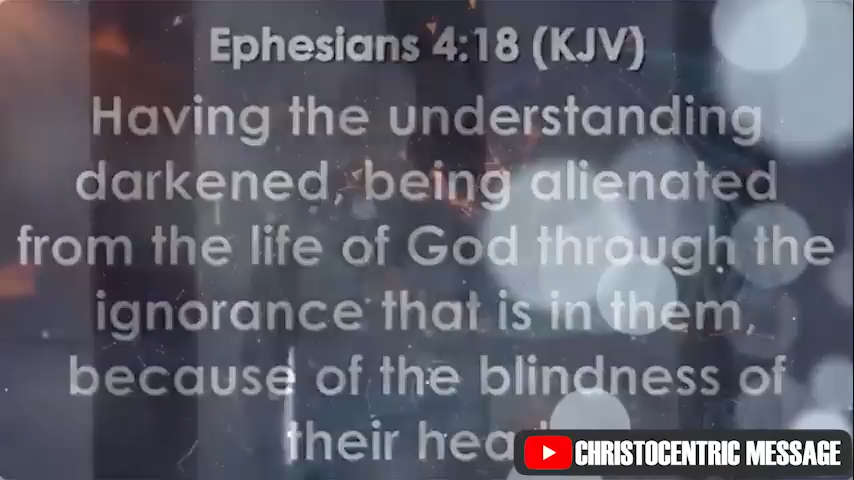 Ephesians 4:18 (KJV)
Having the understanding
darkened, being alienated
from the life of God through the
ignorance that is in them,
because of the blindness of
their
CHRISTOCENTRIC MESSAGE